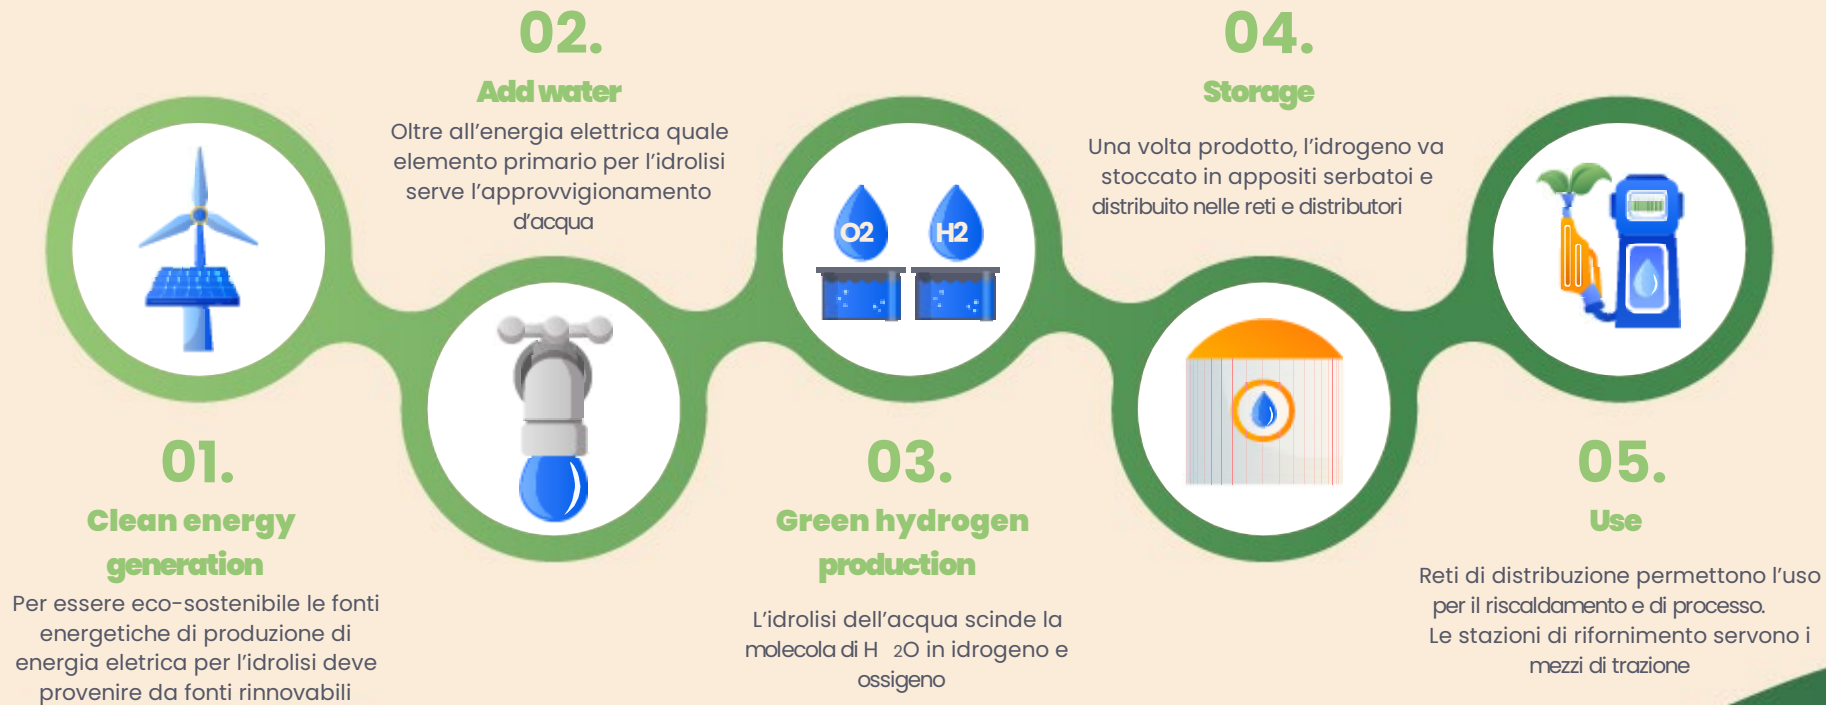 01.
Clean energy
generation
Per essere eco-sostenibile le fonti
energetiche di produzione di
energia eletrica per l’idrolisi deve
provenire da fonti rinnovabili
02.
Add water
Oltre all’energia elettrica quale
elemento primario per l’idrolisi
serve l’approvvigionamento
d’acqua
O2 H2
03.
Green hydrogen
production
L’idrolisi dell’acqua scinde la
molecola di H 2O in idrogeno e
ossigeno
04.
Storage
Una volta prodotto, l’idrogeno va
stoccato in appositi serbatoi e
distribuito nelle reti e distributori
05.
Use
Reti di distribuzione permettono l’uso
per il riscaldamento e di processo.
Le stazioni di rifornimento servono i
mezzi di trazione